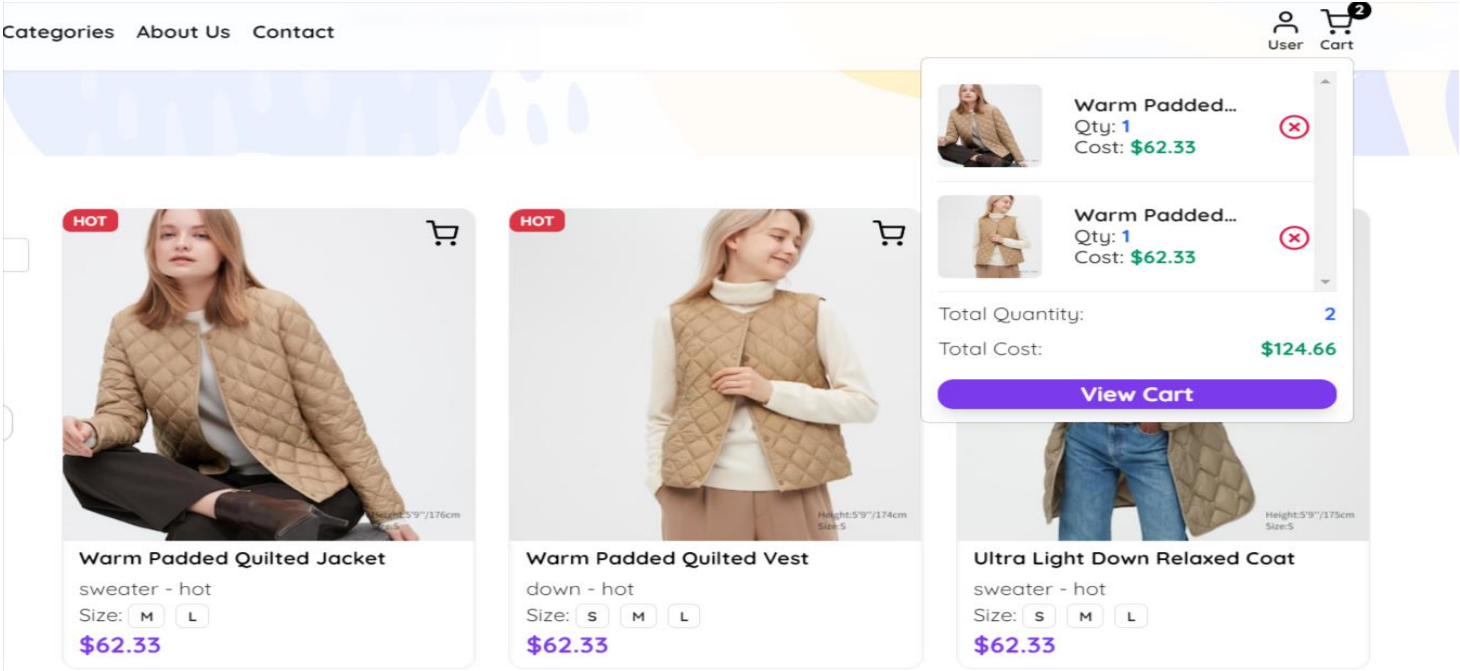 Categories About Us Contact
2
User Cart
Warm Padded...
Qty: 1
Cost: $62.33
Warm Padded...
Qty: 1
Cost: $62.33
Total Quantity: 2
Total Cost: $124.66
View Cart
HOT
Height:5'9"/176cm
Size:S
Warm Padded Quilted Jacket
sweater - hot
Size: M L
$62.33
HOT
Height:5'9"/174cm
Size:S
Warm Padded Quilted Vest
down - hot
Size: S M L
$62.33
Height:5'9"/175cm
Size:S
Ultra Light Down Relaxed Coat
sweater - hot
Size: S M L
$62.33